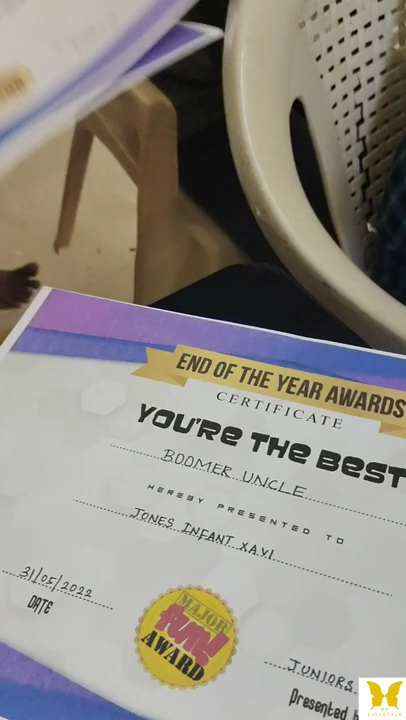 END OF THE YEAR AWARDS
CERTIFICATE
YOU'RE THE BEST
BOOMER UNCLE
HEREBY PRESENTED TO
JONES INFANT XAVI
31/05/2022
DATE
MAJOR
FUN!
AWARD
JUNIORS
Presented